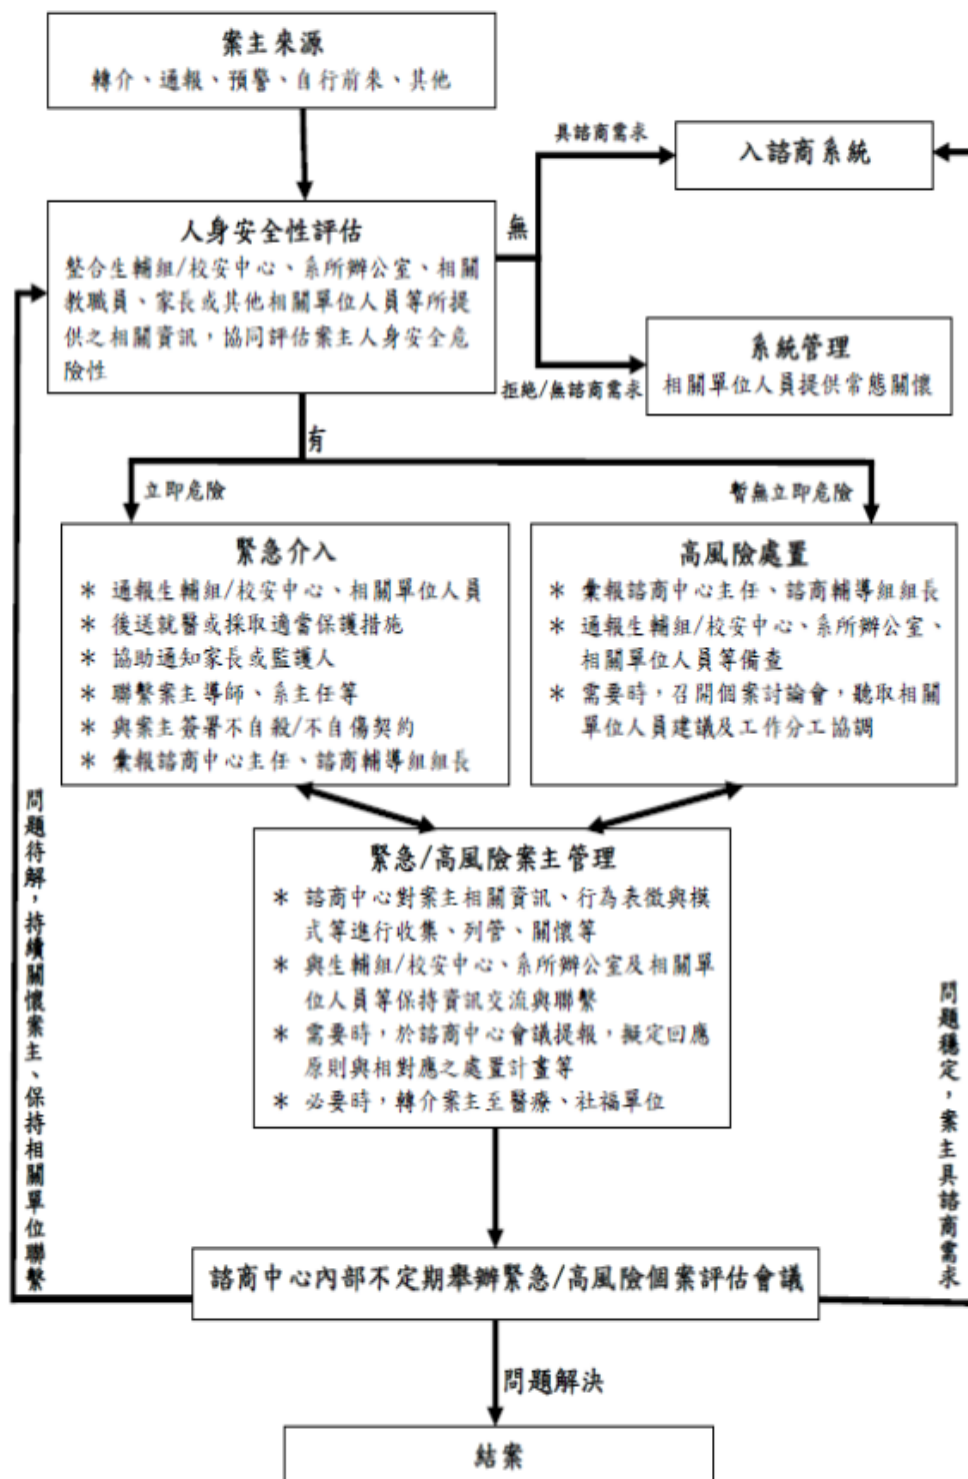 案主來源
轉介、通報、預警、自行前來、其他
具諮商需求
入諮商系統
人身安全性評估
整合生輔組/校安中心、系所辦公室、相關
教職員、家長或其他相關單位人員等所提
供之相關資訊，協同評估案主人身安全危
險性
無
系統管理
相關單位人員提供常態關懷
拒絕/無諮商需求
有
立即危險
暫無立即危險
緊急介入
＊ 通報生輔組/校安中心、相關單位人員
＊ 後送就醫或採取適當保護措施
＊ 協助通知家長或監護人
＊ 聯繫案主導師、系主任等
＊ 與案主簽署不自殺/不自傷契約
＊ 彙報諮商中心主任、諮商輔導組組長
高風險處置
＊ 彙報諮商中心主任、諮商輔導組組長
＊ 通報生輔組/校安中心、系所辦公室、
相關單位人員等備查
＊ 需要時，召開個案討論會，聽取相關
單位人員建議及工作分工協調
緊急/高風險案主管理
＊ 諮商中心對案主相關資訊、行為表徵與模
式等進行收集、列管、關懷等
＊ 與生輔組/校安中心、系所辦公室及相關單
位人員等保持資訊交流與聯繫
＊ 需要時，於諮商中心會議提報，擬定回應
原則與相對應之處置計畫等
＊ 必要時，轉介案主至醫療、社福單位
問題待解，持續關懷案主、保持相關單位聯繫
問題穩定，案主具諮商需求
諮商中心內部不定期舉辦緊急/高風險個案評估會議
問題解決
結案